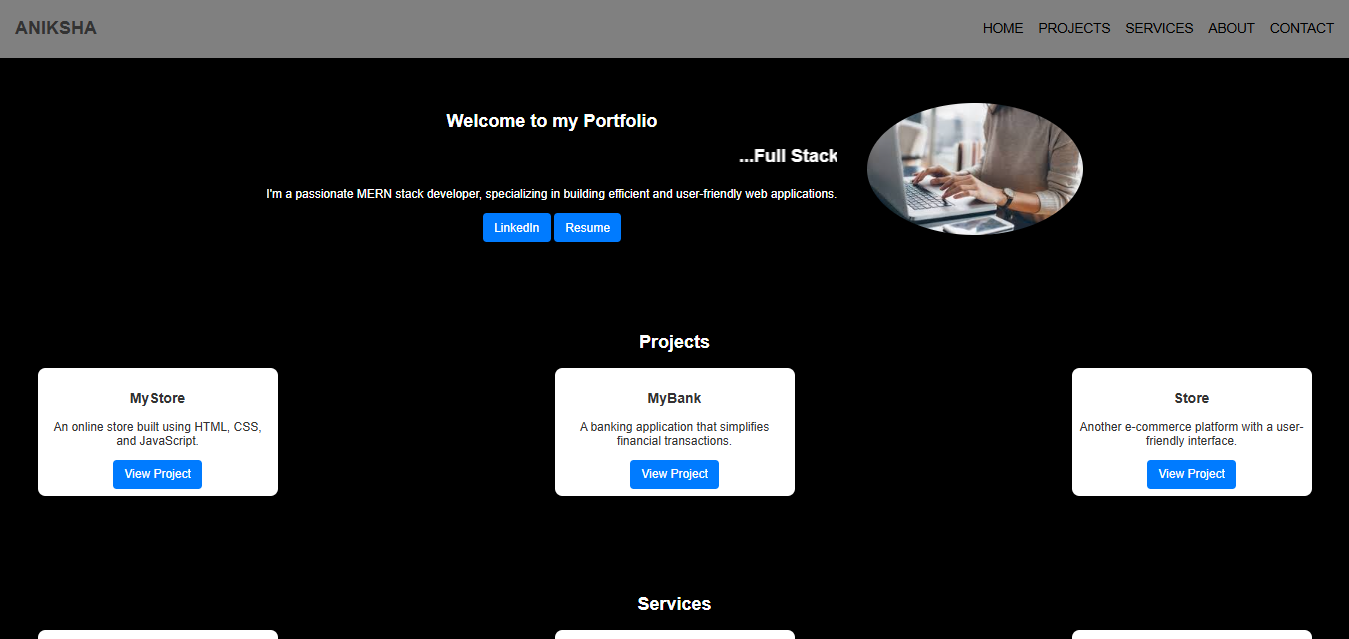 ANIKSHA
HOME PROJECTS SERVICES ABOUT CONTACT
Welcome to my Portfolio
...Full Stack
I'm a passionate MERN stack developer, specializing in building efficient and user-friendly web applications.
LinkedIn Resume
Projects
MyStore
An online store built using HTML, CSS,
and JavaScript.
View Project
MyBank
A banking application that simplifies
financial transactions.
View Project
Store
Another e-commerce platform with a user-
friendly interface.
View Project
Services